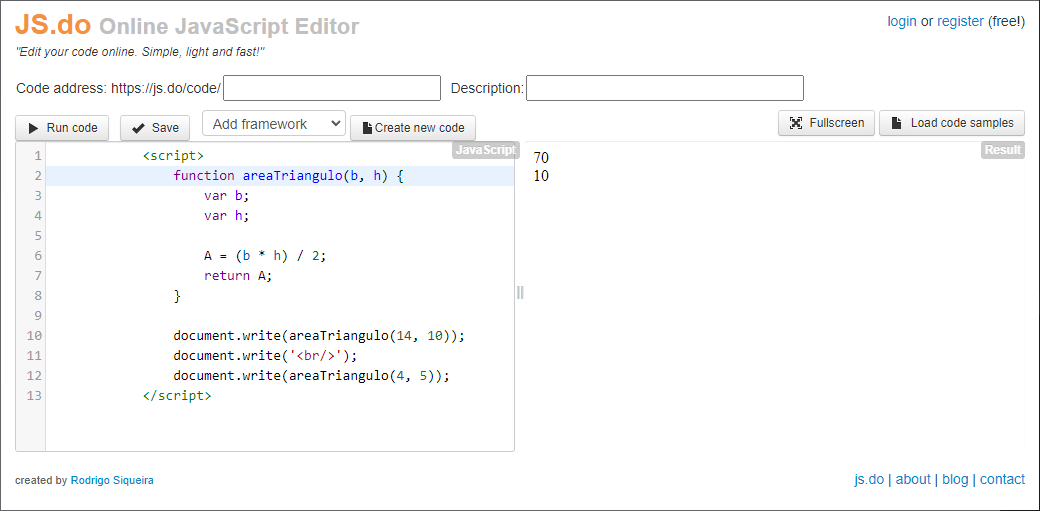 JS.do Online JavaScript Editor
login or register (free!)
"Edit your code online. Simple, light and fast!"
Code address: https://js.do/code/
Description:
Run code
Save
Add framework
Create new code
Fullscreen
Load code samples
JavaScript
1 <script>
2 function areaTriangulo(b, h) {
3 var b;
4 var h;
5
6 A = (b * h) / 2;
7 return A;
8 }
9
10 document.write(areaTriangulo(14, 10));
11 document.write('<br/>');
12 document.write(areaTriangulo(4, 5));
13 </script>
Result
70
10
created by Rodrigo Siqueira
js.do | about | blog | contact